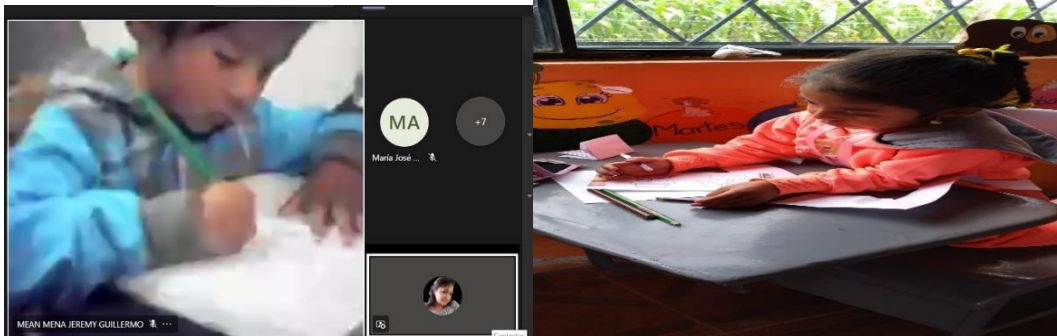 MA
+7
María José ...
MEAN MENA JEREMY GUILLERMO ...
Martes